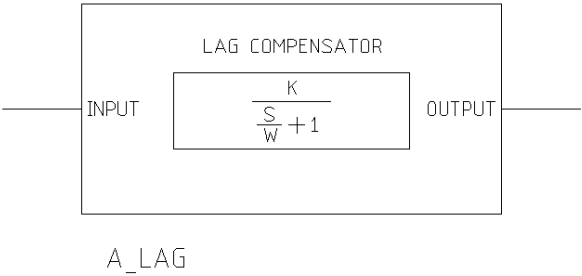 LAG COMPENSATOR
INPUT
K
S
W
+1
OUTPUT
A_LAG